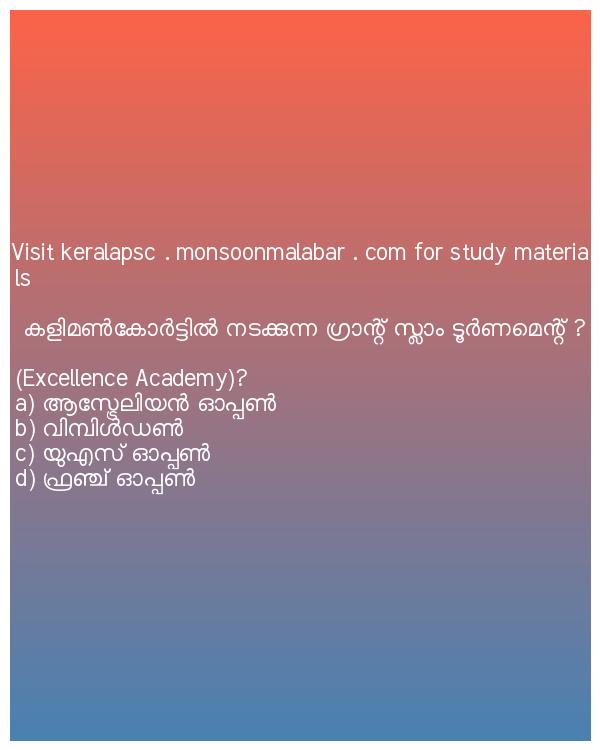 Visit keralapsc . monsoonmalabar . com for study materia
ls
കളിമൺകോർട്ടിൽ നടക്കുന്ന ഗ്രാന്റ് സ്ലാം ടൂർണമെന്റ് ?
(Excellence Academy)?
a) ആസ്ട്രേലിയൻ ഓപ്പൺ
b) വിമ്പിൾഡൺ
c) യുഎസ് ഓപ്പൺ
d) ഫ്രഞ്ച് ഓപ്പൺ